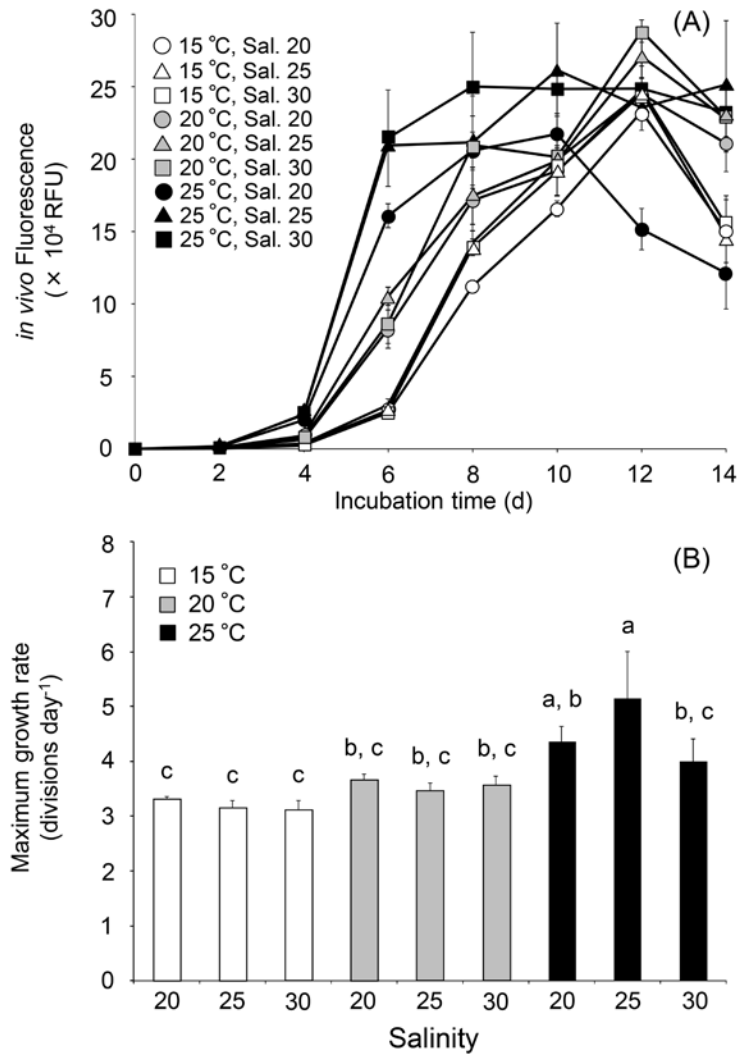 (A)
30
25
20
15
10
5
0
in vivo Fluorescence
(× 10⁴ RFU)
15 °C, Sal. 20
15 °C, Sal. 25
15 °C, Sal. 30
20 °C, Sal. 20
20 °C, Sal. 25
20 °C, Sal. 30
25 °C, Sal. 20
25 °C, Sal. 25
25 °C, Sal. 30
0 2 4 6 8 10 12 14
Incubation time (d)
(B)
8
7
6
5
4
3
2
1
0
Maximum growth rate
(divisions day⁻¹)
15 °C
20 °C
25 °C
c c c b, c b, c b, c a, b a b, c
20 25 30 20 25 30 20 25 30
Salinity